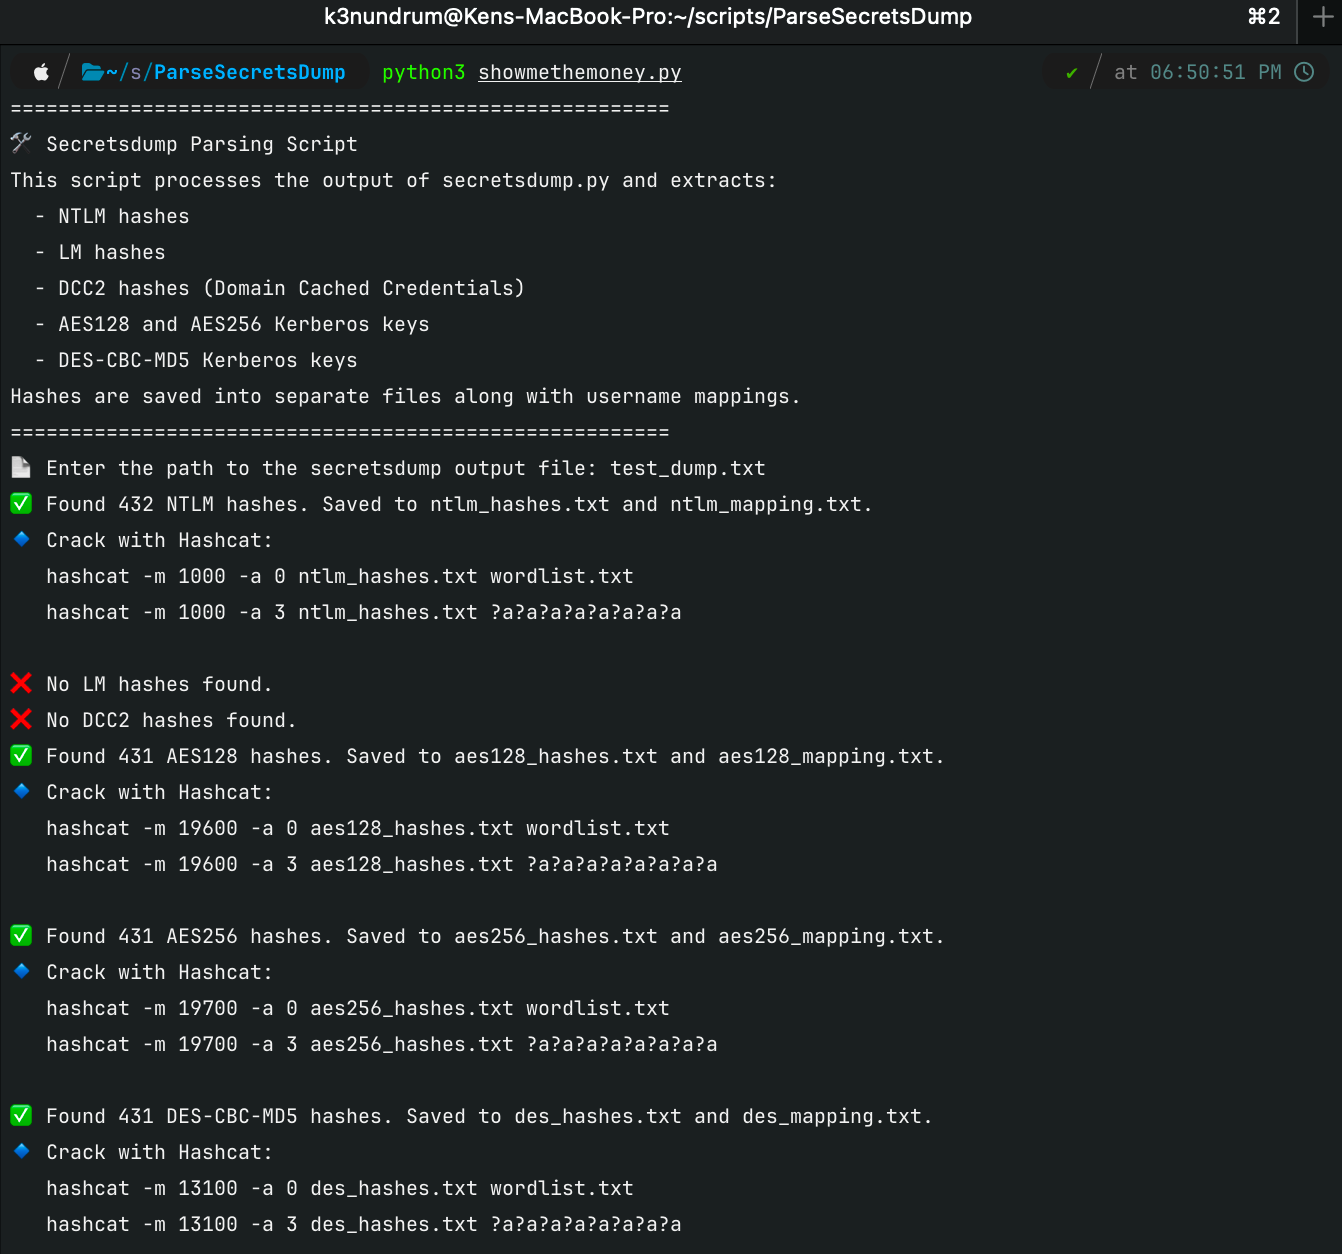 k3nundrum@Kens-MacBook-Pro:~/scripts/ParseSecretsDump ⌘2 +
~/s/ParseSecretsDump python3 showmethemoney.py ✔ at 06:50:51 PM
=======================================================
🛠 Secretsdump Parsing Script
This script processes the output of secretsdump.py and extracts:
- NTLM hashes
- LM hashes
- DCC2 hashes (Domain Cached Credentials)
- AES128 and AES256 Kerberos keys
- DES-CBC-MD5 Kerberos keys
Hashes are saved into separate files along with username mappings.
=======================================================
📄 Enter the path to the secretsdump output file: test_dump.txt
✅ Found 432 NTLM hashes. Saved to ntlm_hashes.txt and ntlm_mapping.txt.
🔹 Crack with Hashcat:
hashcat -m 1000 -a 0 ntlm_hashes.txt wordlist.txt
hashcat -m 1000 -a 3 ntlm_hashes.txt ?a?a?a?a?a?a?a?a
❌ No LM hashes found.
❌ No DCC2 hashes found.
✅ Found 431 AES128 hashes. Saved to aes128_hashes.txt and aes128_mapping.txt.
🔹 Crack with Hashcat:
hashcat -m 19600 -a 0 aes128_hashes.txt wordlist.txt
hashcat -m 19600 -a 3 aes128_hashes.txt ?a?a?a?a?a?a?a?a
✅ Found 431 AES256 hashes. Saved to aes256_hashes.txt and aes256_mapping.txt.
🔹 Crack with Hashcat:
hashcat -m 19700 -a 0 aes256_hashes.txt wordlist.txt
hashcat -m 19700 -a 3 aes256_hashes.txt ?a?a?a?a?a?a?a?a
✅ Found 431 DES-CBC-MD5 hashes. Saved to des_hashes.txt and des_mapping.txt.
🔹 Crack with Hashcat:
hashcat -m 13100 -a 0 des_hashes.txt wordlist.txt
hashcat -m 13100 -a 3 des_hashes.txt ?a?a?a?a?a?a?a?a